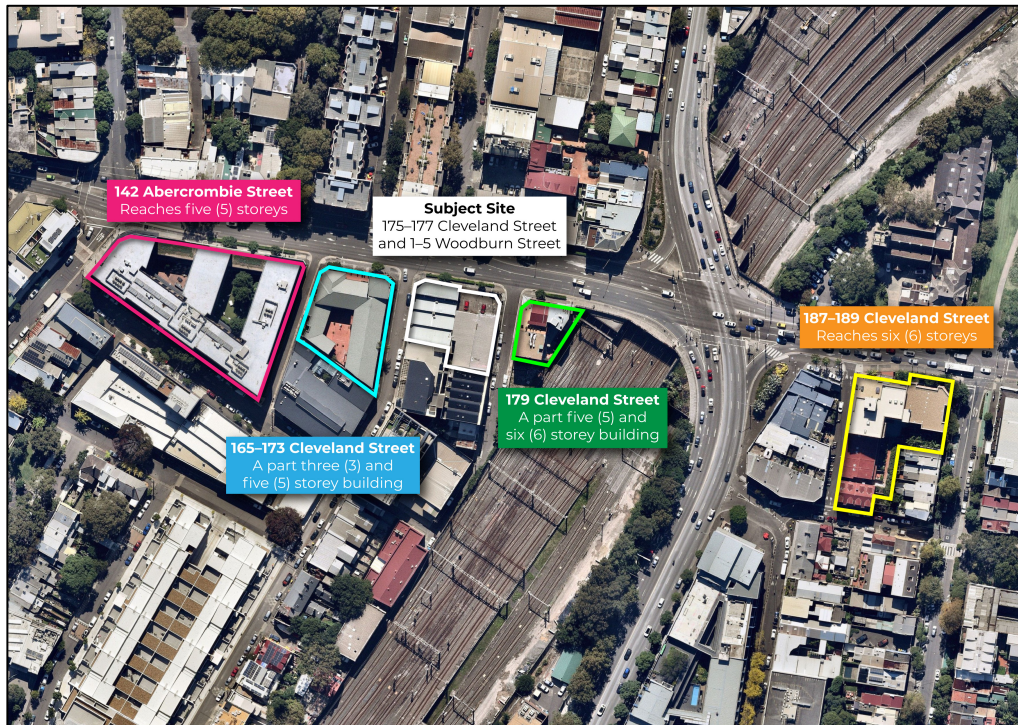 142 Abercrombie Street
Reaches five (5) storeys
Subject Site
175–177 Cleveland Street
and 1–5 Woodburn Street
187–189 Cleveland Street
Reaches six (6) storeys
179 Cleveland Street
A part five (5) and
six (6) storey building
165–173 Cleveland Street
A part three (3) and
five (5) storey building